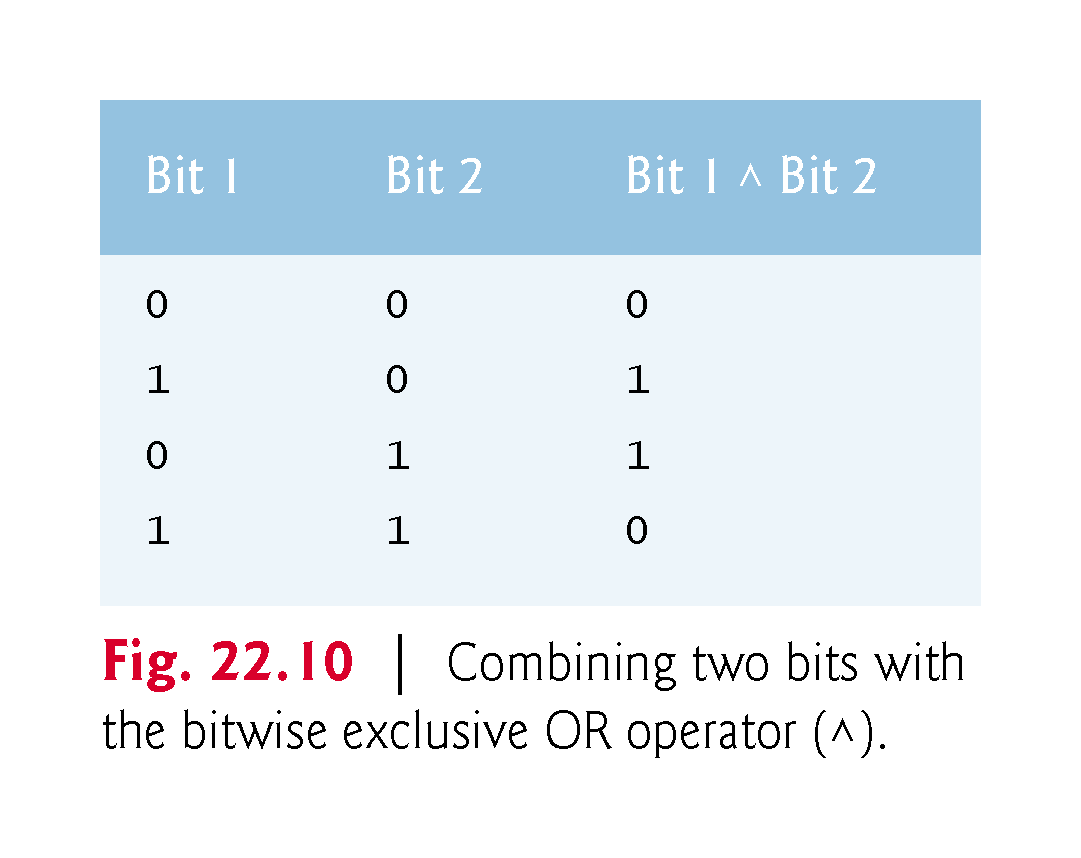 Bit 1 Bit 2 Bit 1 ^ Bit 2
0 0 0
1 0 1
0 1 1
1 1 0
Fig. 22.10 | Combining two bits with
the bitwise exclusive OR operator (^).